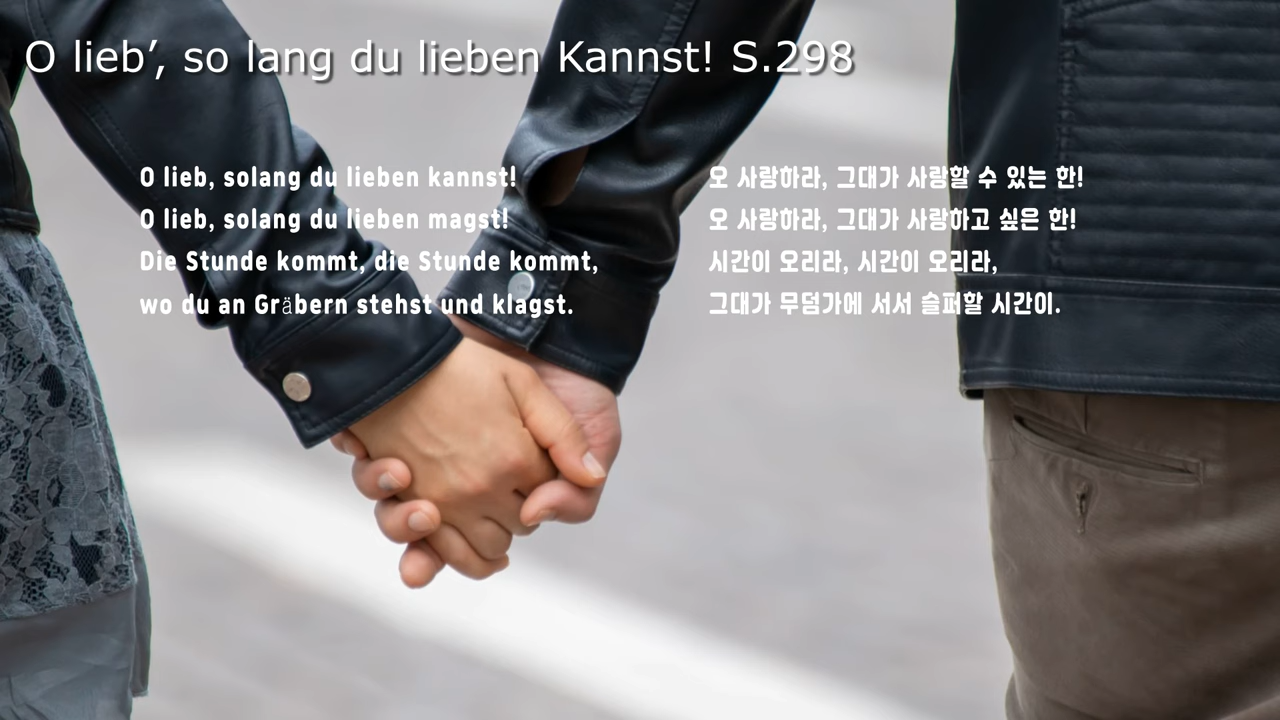 O lieb’, so lang du lieben Kannst! S.298
O lieb, solang du lieben kannst!
O lieb, solang du lieben magst!
Die Stunde kommt, die Stunde kommt,
wo du an Gräbern stehst und klagst.
오 사랑하라, 그대가 사랑할 수 있는 한!
오 사랑하라, 그대가 사랑하고 싶은 한!
시간이 오리라, 시간이 오리라,
그대가 무덤가에 서서 슬퍼할 시간이.